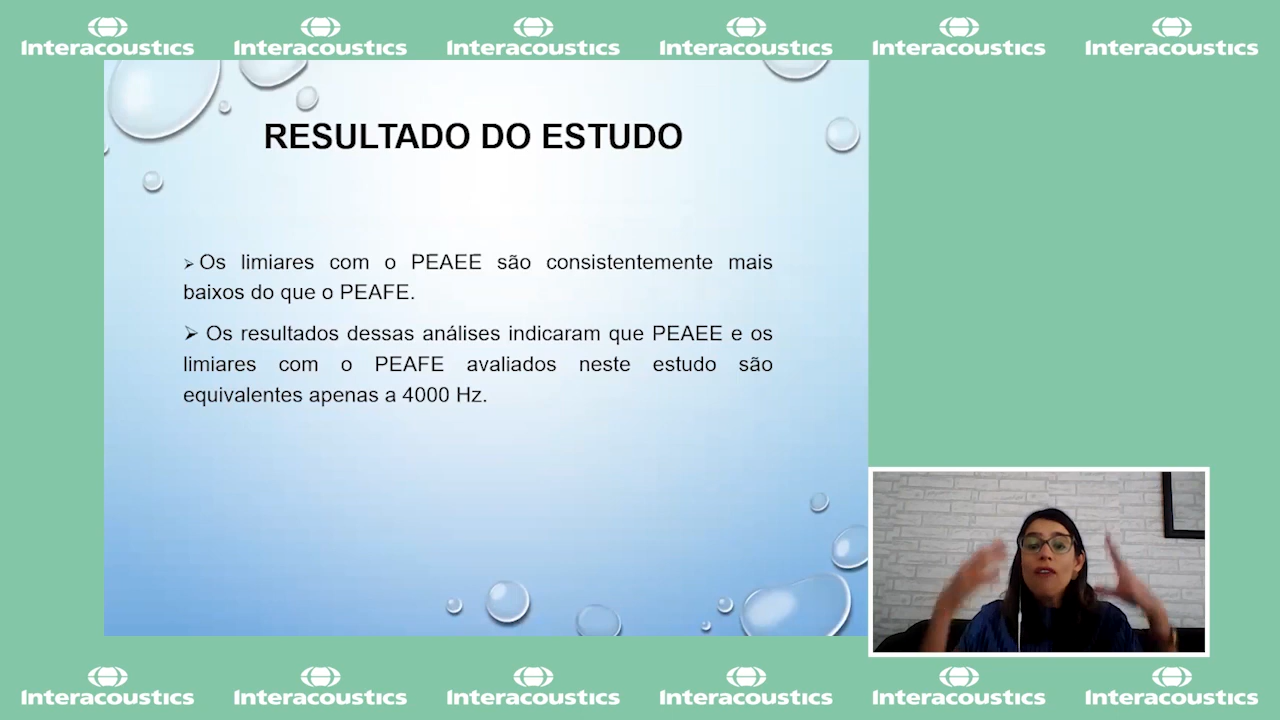 Interacoustics Interacoustics Interacoustics Interacoustics Interacoustics Interacoustics
RESULTADO DO ESTUDO
➢ Os limiares com o PEAEE são consistentemente mais
baixos do que o PEAFE.
➢ Os resultados dessas análises indicaram que PEAEE e os
limiares com o PEAFE avaliados neste estudo são
equivalentes apenas a 4000 Hz.
Interacoustics Interacoustics Interacoustics Interacoustics Interacoustics Interacoustics